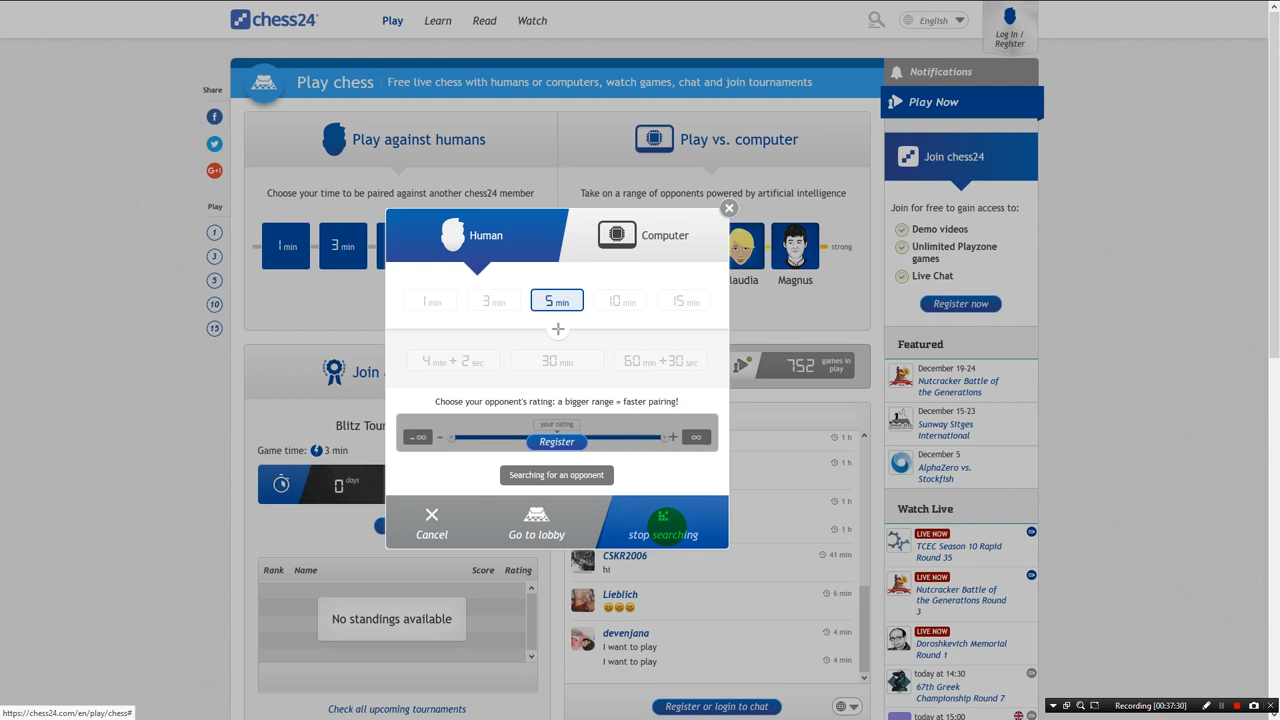 chess24
Play
Learn
Read
Watch
English
Log In /
Register
Share
Play chess
Free live chess with humans or computers, watch games, chat and join tournaments
Notifications
Play Now
Play against humans
Play vs. computer
Join chess24
Choose your time to be paired against another chess24 member
Take on a range of opponents powered by artificial intelligence
Play
1
3
5
10
15
1 min
3 min
laudia
Magnus
strong
Join for free to gain access to:
Demo videos
Unlimited Playzone
games
Live Chat
Register now
Human
Computer
1 min
3 min
5 min
10 min
15 min
4 min + 2 sec
30 min
60 min +30 sec
Choose your opponent's rating: a bigger range = faster pairing!
your rating
-∞
∞
Register
Searching for an opponent
Cancel
Go to lobby
stop searching
Join a
752 games in
play
Blitz Tou
Game time: 3 min
0 days
Featured
December 19-24
Nutcracker Battle of
the Generations
December 15-23
Sunway Sitges
International
December 5
AlphaZero vs.
Stockfish
Watch Live
LIVE NOW
TCEC Season 10 Rapid
Round 35
LIVE NOW
Nutcracker Battle of
the Generations Round
3
LIVE NOW
Doroshkevich Memorial
Round 1
today at 14:30
67th Greek
Championship Round 7
today at 15:00
1 h
1 h
1 h
1 h
CSKR2006
41 min
hi
Lieblich
6 min
devenjana
4 min
I want to play
I want to play
4 min
Rank
Name
Score
Rating
No standings available
Check all upcoming tournaments
Register or login to chat
https://chess24.com/en/play/chess#
Recording [00:37:30]